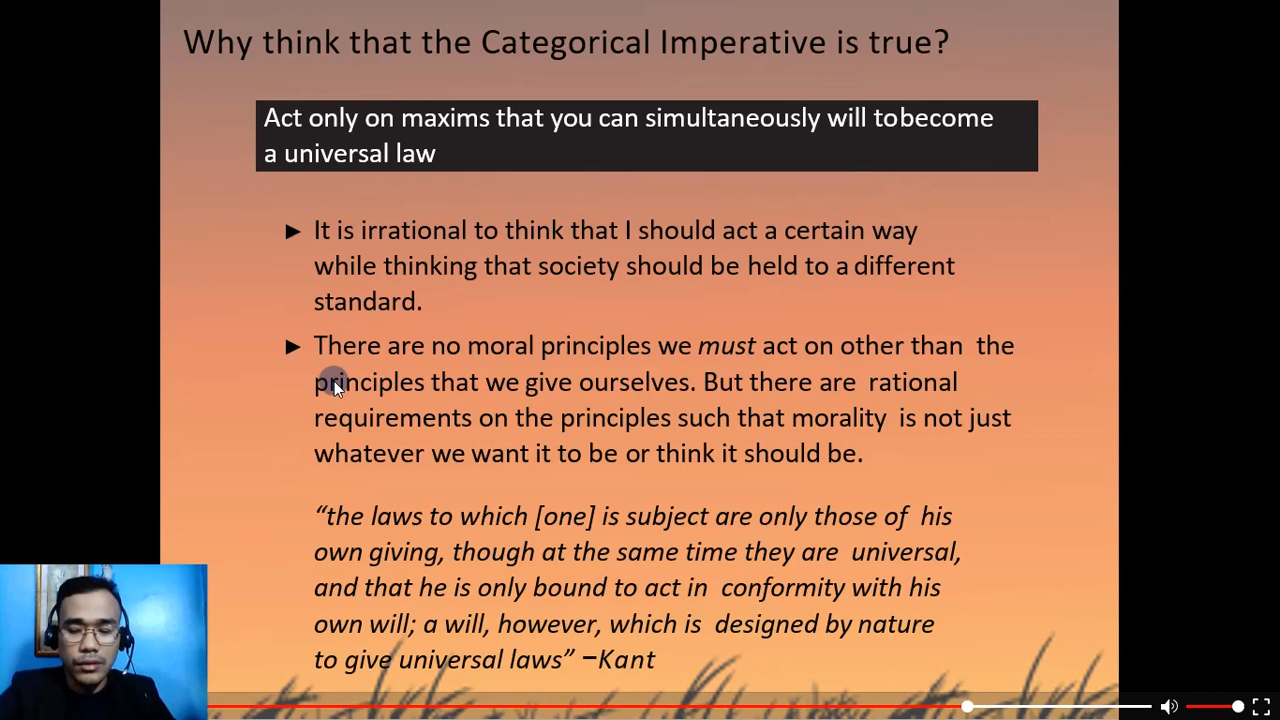 Why think that the Categorical Imperative is true?
Act only on maxims that you can simultaneously will tobecome
a universal law
► It is irrational to think that I should act a certain way
while thinking that society should be held to a different
standard.
► There are no moral principles we must act on other than the
principles that we give ourselves. But there are rational
requirements on the principles such that morality is not just
whatever we want it to be or think it should be.
“the laws to which [one] is subject are only those of his
own giving, though at the same time they are universal,
and that he is only bound to act in conformity with his
own will; a will, however, which is designed by nature
to give universal laws” –Kant